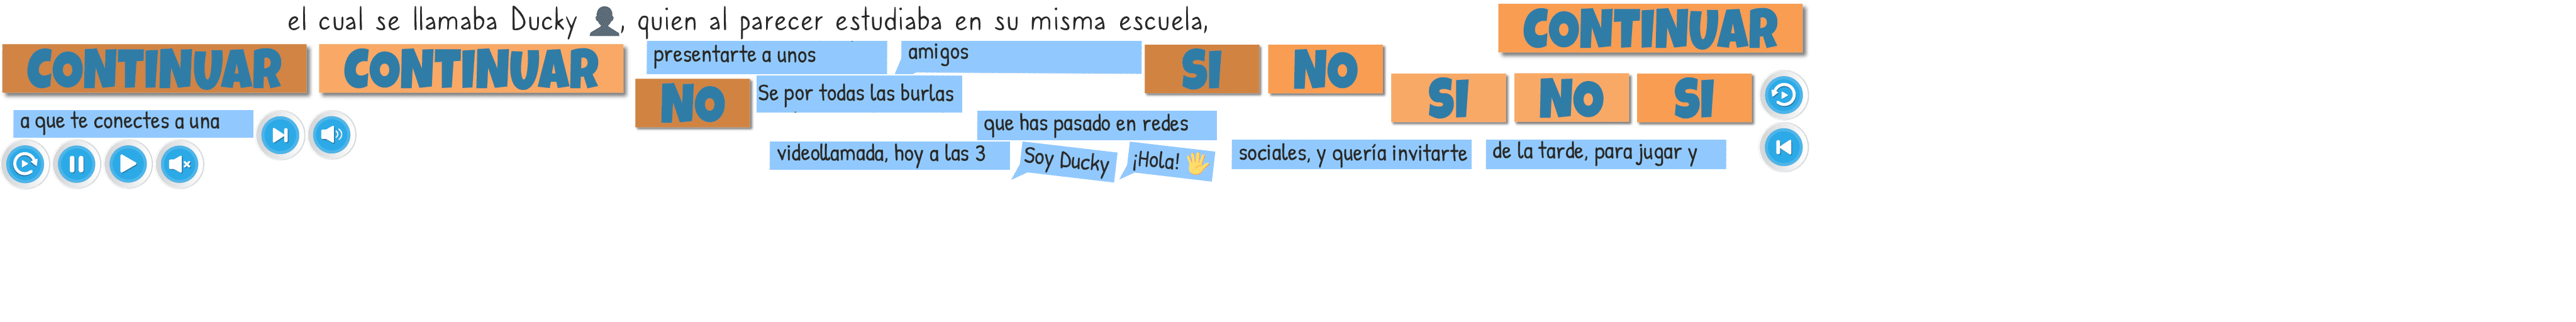 el cual se llamaba Ducky 👤, quien al parecer estudiaba en su misma escuela,
CONTINUAR
CONTINUAR
CONTINUAR
presentarte a unos
amigos
SI
NO
NO
Se por todas las burlas
SI
NO
SI
a que te conectes a una
que has pasado en redes
videollamada, hoy a las 3
Soy Ducky
¡Hola! 🖐
sociales, y quería invitarte
de la tarde, para jugar y